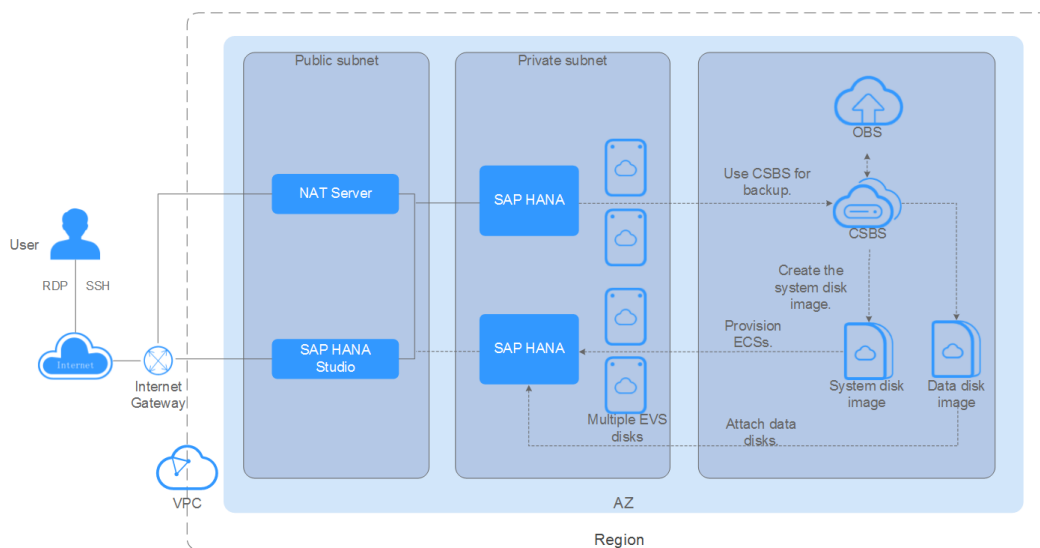 Public subnet
Private subnet
OBS
NAT Server
SAP HANA
Use CSBS for
backup.
CSBS
User
RDP
SSH
Create the
system disk
image.
Provision
ECSs.
Internet
SAP HANA
Studio
SAP HANA
Internet
Gateway
System disk
image
Data disk
image
Multiple EVS
disks
Attach data
disks.
VPC
AZ
Region